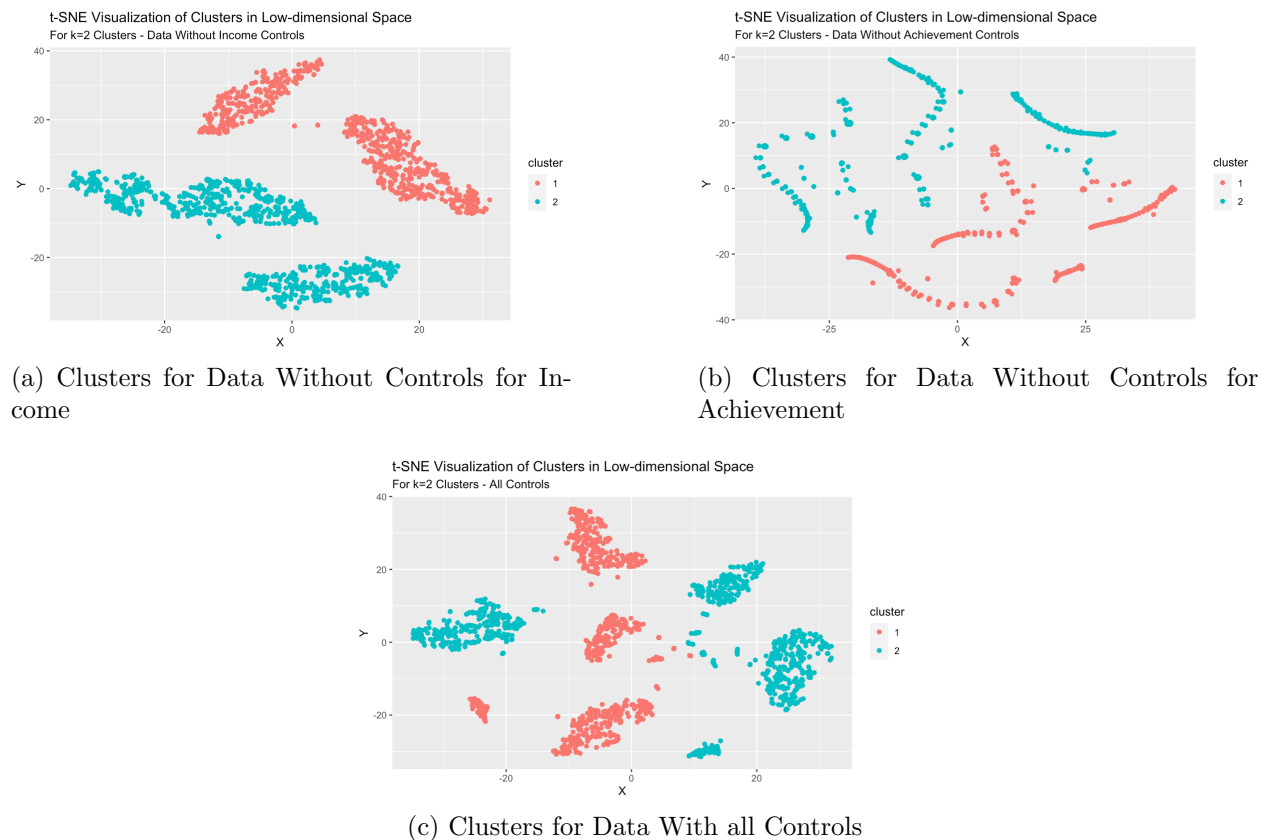 t-SNE Visualization of Clusters in Low-dimensional Space
For k=2 Clusters - Data Without Income Controls
40
20
0
-20
Y
-20 0 20
X
cluster
1
2
(a) Clusters for Data Without Controls for In-
come
t-SNE Visualization of Clusters in Low-dimensional Space
For k=2 Clusters - Data Without Achievement Controls
40
20
0
-20
-40
Y
-25 0 25
X
cluster
1
2
(b) Clusters for Data Without Controls for
Achievement
t-SNE Visualization of Clusters in Low-dimensional Space
For k=2 Clusters - All Controls
40
20
0
-20
Y
-20 0 20
X
cluster
1
2
(c) Clusters for Data With all Controls